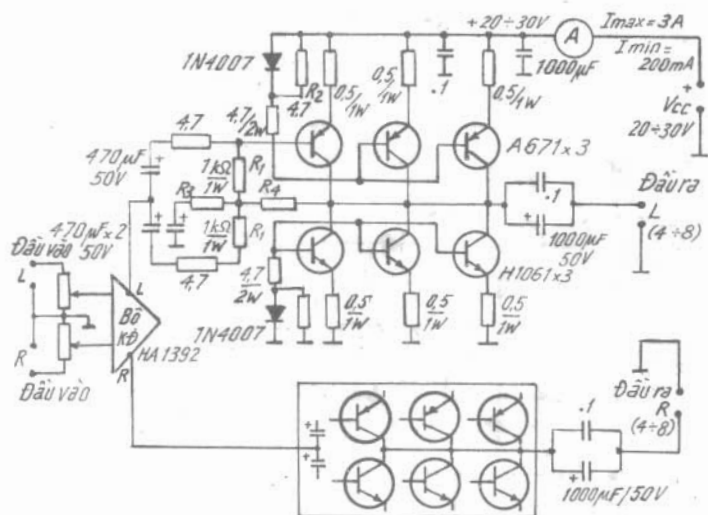 +20÷30V
A
Imax=3A
Imin=
200mA
1N4007
R2
4,7
0,5/1W
0,5/1W
.1
1000µF
0,5/1W
+
Vcc
20÷30V
4,7
4,7/2W
470µF
50V
+
1kΩ
1W
R1
R3
R4
A671x3
470µFx2
50V
1kΩ
1W
R1
.1
+
1000µF
50V
Đầu ra
L
(4÷8)
Đầu vào
L
4,7
4,7
2W
H1061x3
L
BỘ
KĐ
HA1392
R
1N4007
0,5
1W
0,5
1W
0,5
1W
R
Đầu vào
+
+
.1
+
1000µF/50V
Đầu ra
R
(4÷8)